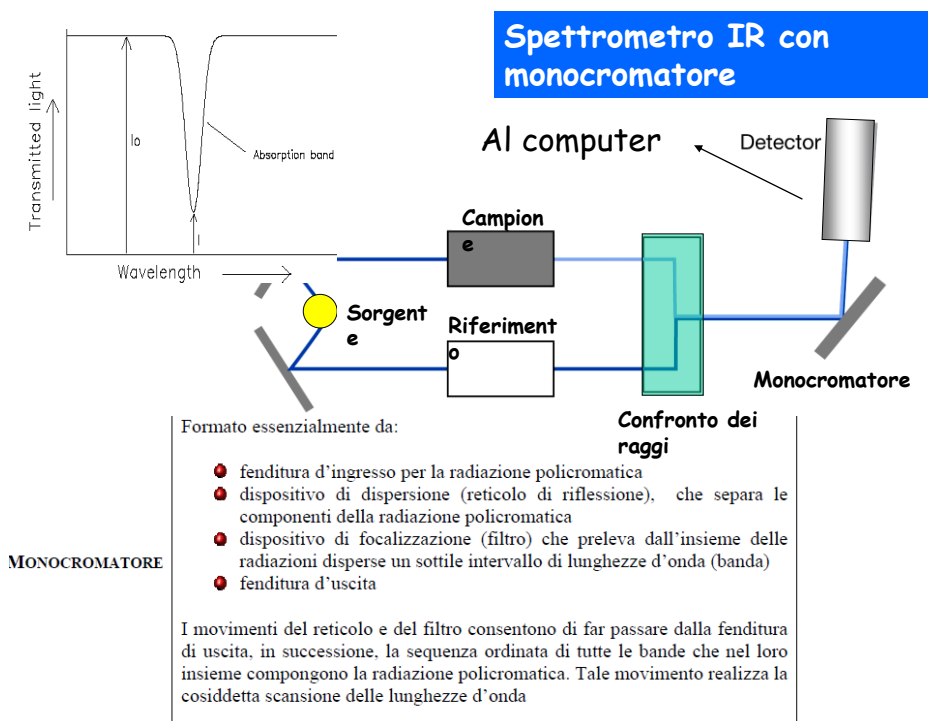 Spettrometro IR con
monocromatore
Transmitted light
Io
Absorption band
I
Wavelength
Al computer
Detector
Campion
e
Sorgent
e
Riferiment
o
Monocromatore
Confronto dei
raggi
MONOCROMATORE
Formato essenzialmente da:
fenditura d'ingresso per la radiazione policromatica
dispositivo di dispersione (reticolo di riflessione), che separa le
componenti della radiazione policromatica
dispositivo di focalizzazione (filtro) che preleva dall'insieme delle
radiazioni disperse un sottile intervallo di lunghezze d'onda (banda)
fenditura d'uscita
I movimenti del reticolo e del filtro consentono di far passare dalla fenditura
di uscita, in successione, la sequenza ordinata di tutte le bande che nel loro
insieme compongono la radiazione policromatica. Tale movimento realizza la
cosiddetta scansione delle lunghezze d'onda